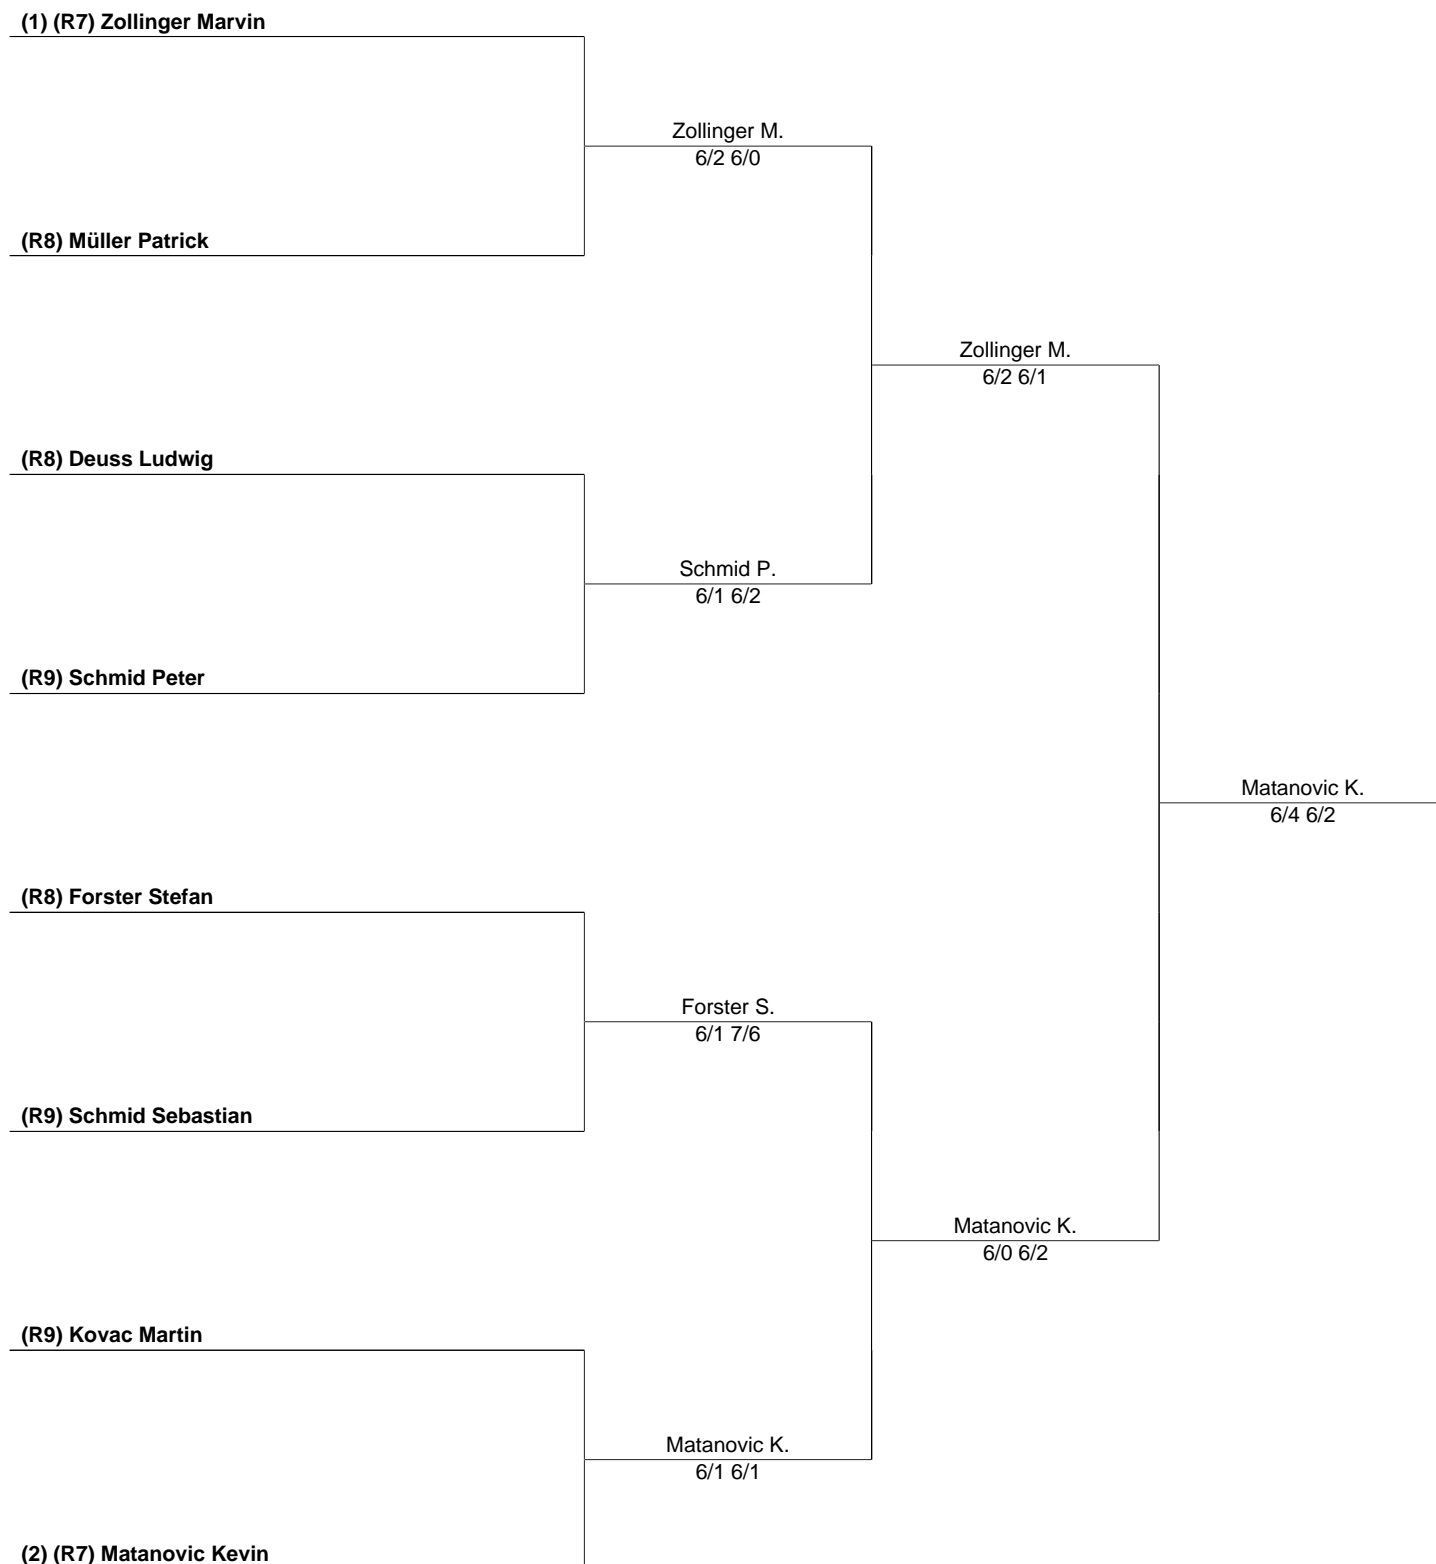 (1) (R7) Zollinger Marvin
Zollinger M.
6/2 6/0
(R8) Müller Patrick
Zollinger M.
6/2 6/1
(R8) Deuss Ludwig
Schmid P.
6/1 6/2
(R9) Schmid Peter
Matanovic K.
6/4 6/2
(R8) Forster Stefan
Forster S.
6/1 7/6
(R9) Schmid Sebastian
Matanovic K.
6/0 6/2
(R9) Kovac Martin
Matanovic K.
6/1 6/1
(2) (R7) Matanovic Kevin